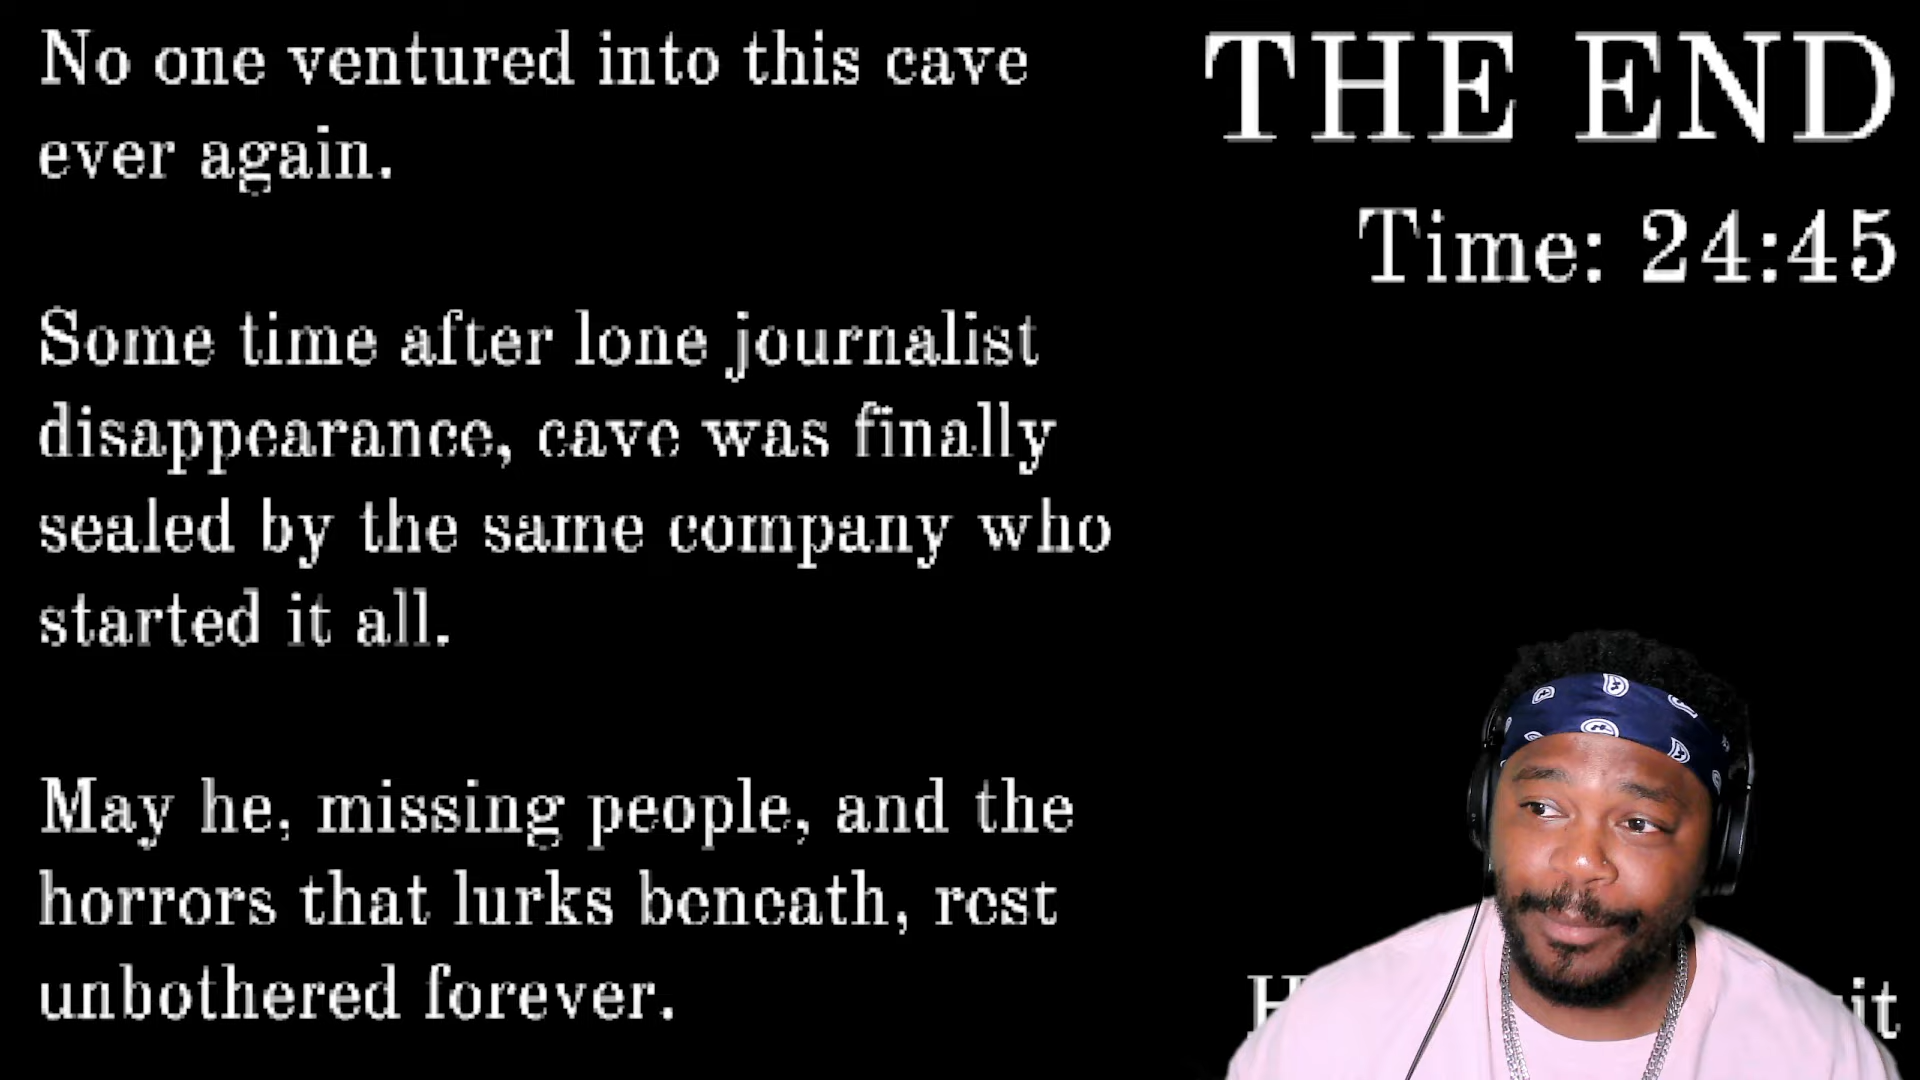 No one ventured into this cave
ever again.
Some time after lone journalist
disappearance, cave was finally
sealed by the same company who
started it all.
May he, missing people, and the
horrors that lurks beneath, rest
unbothered forever.
THE END
Time: 24:45